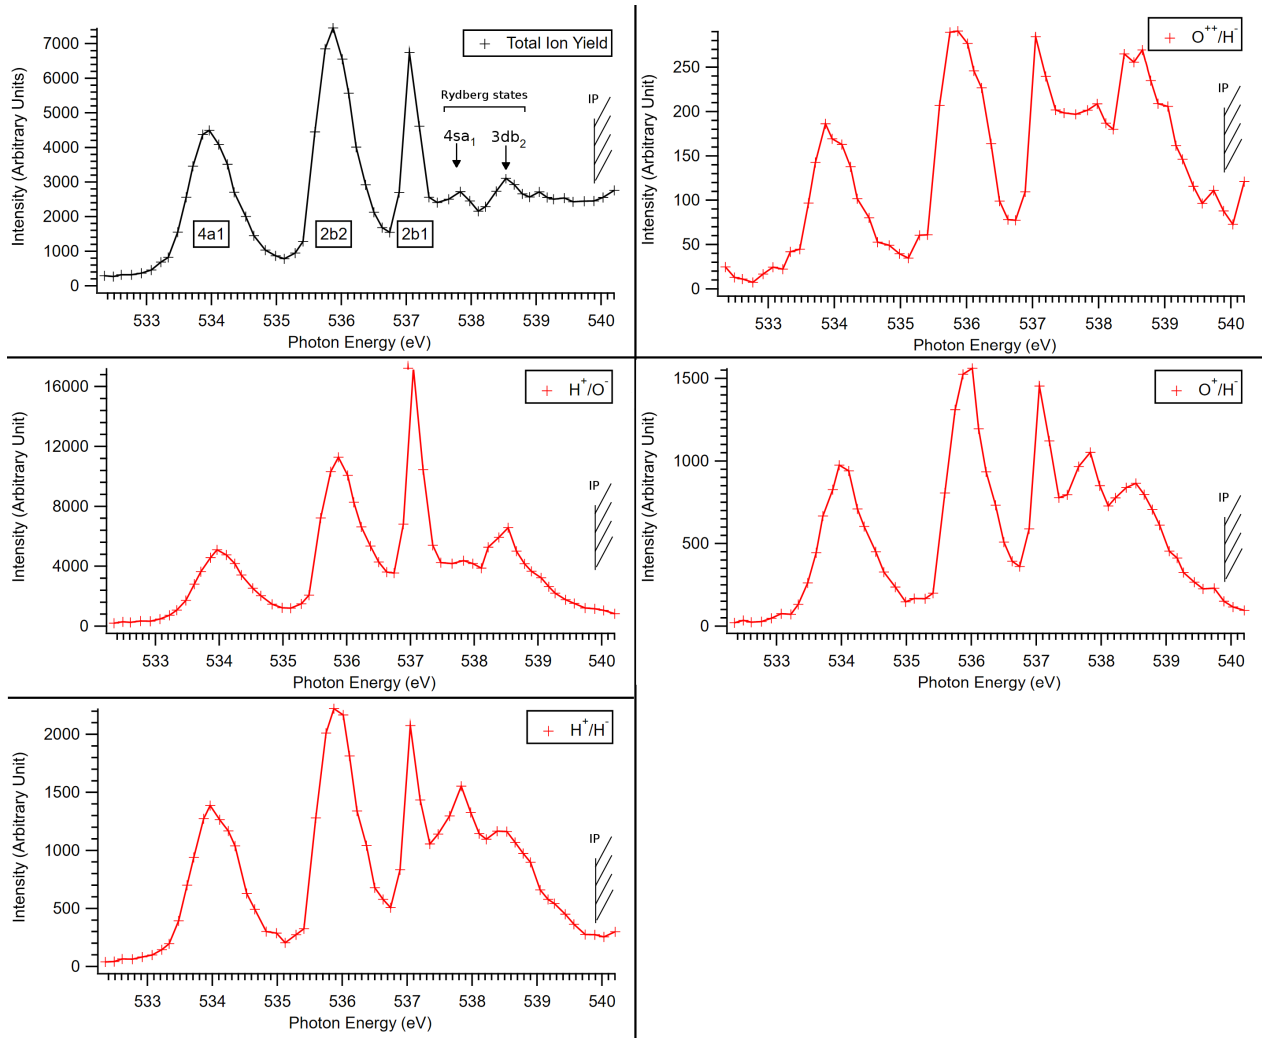 Intensity (Arbitrary Units)
7000
6000
5000
4000
3000
2000
1000
0
Total Ion Yield
Rydberg states
4sa1 3db2
IP
4a1 2b2 2b1
533 534 535 536 537 538 539 540
Photon Energy (eV)
Intensity (Arbitrary Unit)
250
200
150
100
50
0
O++/H-
IP
533 534 535 536 537 538 539 540
Photon Energy (eV)
Intensity (Arbitrary Unit)
16000
12000
8000
4000
0
H+/O-
IP
533 534 535 536 537 538 539 540
Photon Energy (eV)
Intensity (Arbitrary Unit)
1500
1000
500
0
O+/H-
IP
533 534 535 536 537 538 539 540
Photon Energy (eV)
Intensity (Arbitrary Unit)
2000
1500
1000
500
0
H+/H-
IP
533 534 535 536 537 538 539 540
Photon Energy (eV)